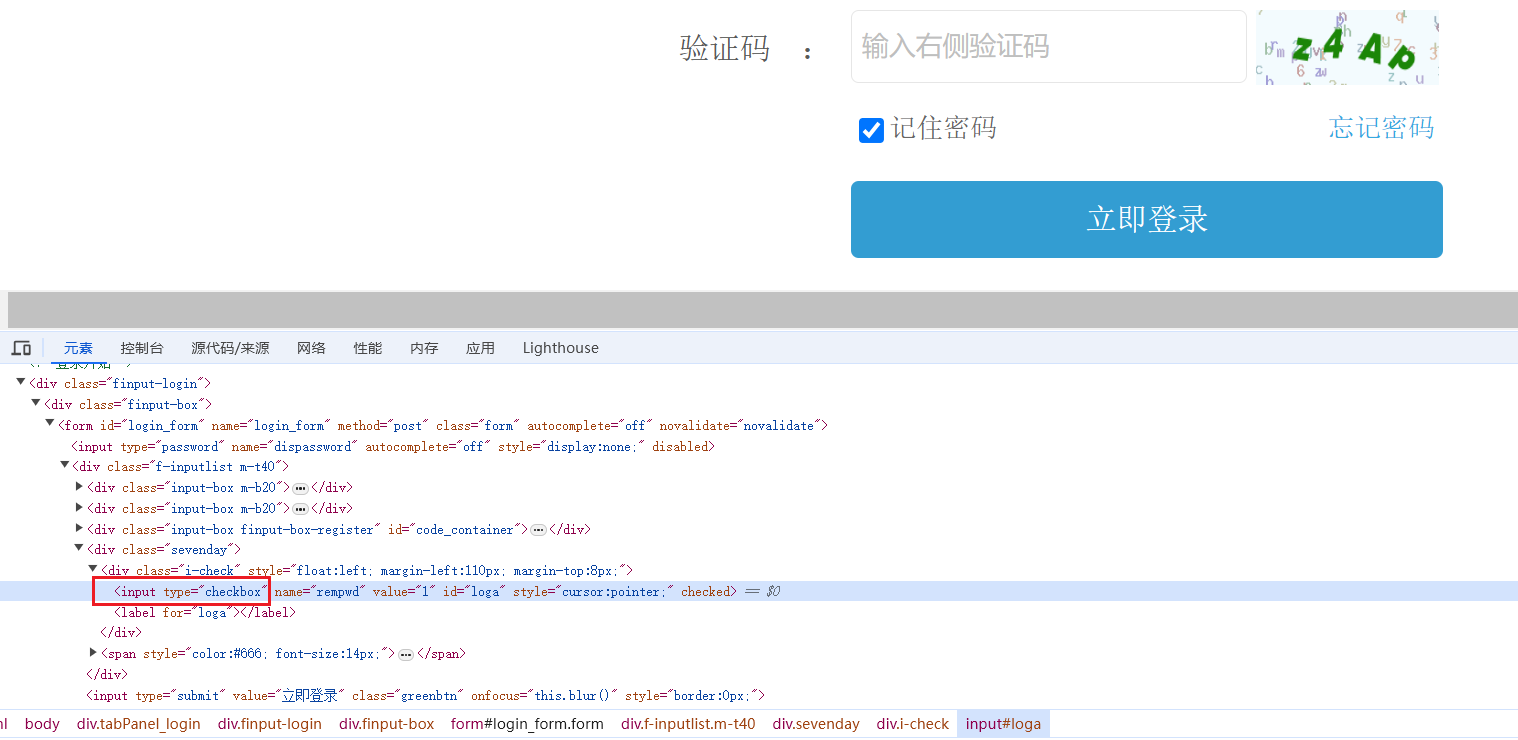 验证码 ：
输入右侧验证码
z4Ap
记住密码
忘记密码
立即登录
元素 控制台 源代码/来源 网络 性能 内存 应用 Lighthouse
<div class="finput-login">
<div class="finput-box">
<form id="login_form" name="login_form" method="post" class="form" autocomplete="off" novalidate="novalidate">
<input type="password" name="dispassword" autocomplete="off" style="display:none;" disabled>
<div class="f-inputlist m-t40">
<div class="input-box m-b20">…</div>
<div class="input-box m-b20">…</div>
<div class="input-box finput-box-register" id="code_container">…</div>
<div class="sevenday">
<div class="i-check" style="float:left; margin-left:110px; margin-top:8px;">
<input type="checkbox" name="rempwd" value="1" id="loga" style="cursor:pointer;" checked> == $0
<label for="loga"></label>
</div>
<span style="color:#666; font-size:14px;">…</span>
</div>
<input type="submit" value="立即登录" class="greenbtn" onfocus="this.blur()" style="border:0px;">
body div.tabPanel_login div.finput-login div.finput-box form#login_form.form div.f-inputlist.m-t40 div.sevenday div.i-check input#loga